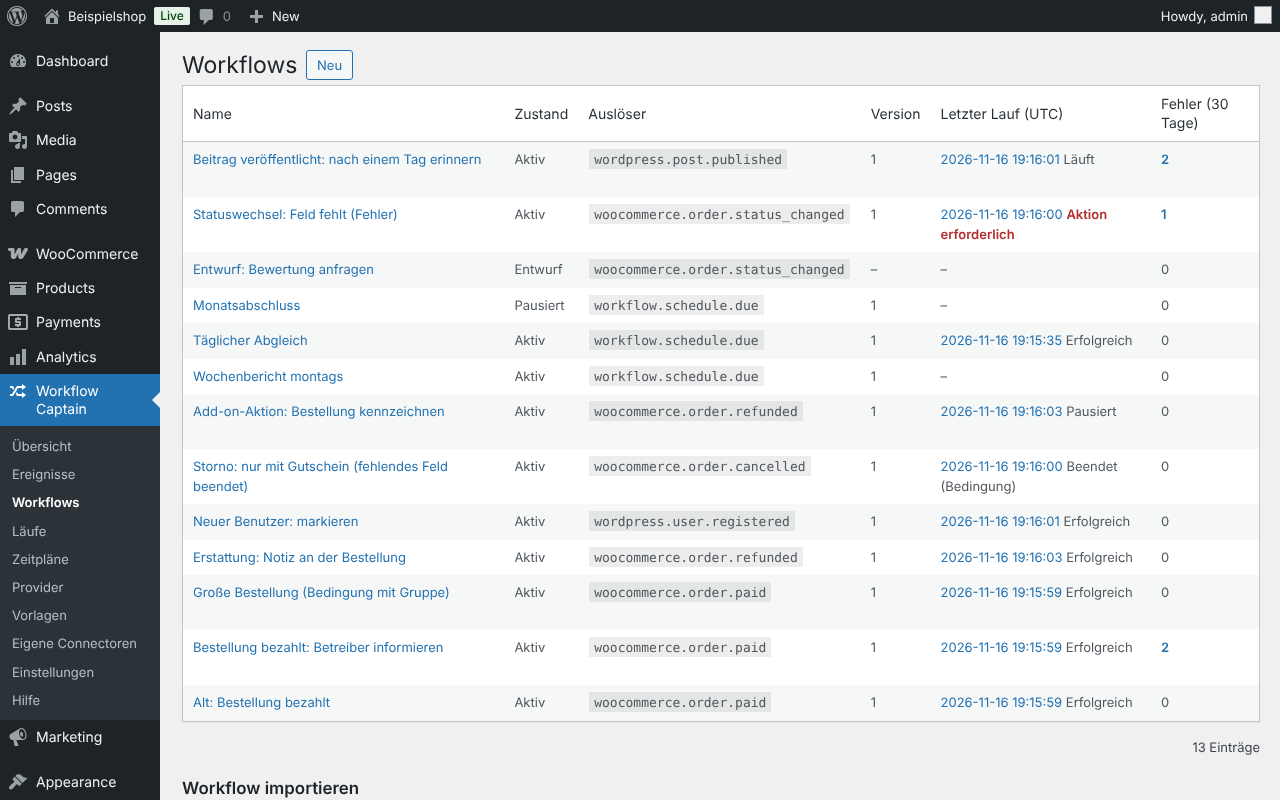 Beispielshop Live 0 New Howdy, admin
Dashboard
Posts
Media
Pages
Comments
WooCommerce
Products
Payments
Analytics
Workflow
Captain
Übersicht
Ereignisse
Workflows
Läufe
Zeitpläne
Provider
Vorlagen
Eigene Connectoren
Einstellungen
Hilfe
Marketing
Appearance
Workflows Neu
Name Zustand Auslöser Version Letzter Lauf (UTC) Fehler (30
Tage)
Beitrag veröffentlicht: nach einem Tag erinnern Aktiv wordpress.post.published 1 2026-11-16 19:16:01 Läuft 2
Statuswechsel: Feld fehlt (Fehler) Aktiv woocommerce.order.status_changed 1 2026-11-16 19:16:00 Aktion 1
erforderlich
Entwurf: Bewertung anfragen Entwurf woocommerce.order.status_changed – – 0
Monatsabschluss Pausiert workflow.schedule.due 1 – 0
Täglicher Abgleich Aktiv workflow.schedule.due 1 2026-11-16 19:15:35 Erfolgreich 0
Wochenbericht montags Aktiv workflow.schedule.due 1 – 0
Add-on-Aktion: Bestellung kennzeichnen Aktiv woocommerce.order.refunded 1 2026-11-16 19:16:03 Pausiert 0
Storno: nur mit Gutschein (fehlendes Feld Aktiv woocommerce.order.cancelled 1 2026-11-16 19:16:00 Beendet 0
beendet) (Bedingung)
Neuer Benutzer: markieren Aktiv wordpress.user.registered 1 2026-11-16 19:16:01 Erfolgreich 0
Erstattung: Notiz an der Bestellung Aktiv woocommerce.order.refunded 1 2026-11-16 19:16:03 Erfolgreich 0
Große Bestellung (Bedingung mit Gruppe) Aktiv woocommerce.order.paid 1 2026-11-16 19:15:59 Erfolgreich 0
Bestellung bezahlt: Betreiber informieren Aktiv woocommerce.order.paid 1 2026-11-16 19:15:59 Erfolgreich 2
Alt: Bestellung bezahlt Aktiv woocommerce.order.paid 1 2026-11-16 19:15:59 Erfolgreich 0
13 Einträge
Workflow importieren